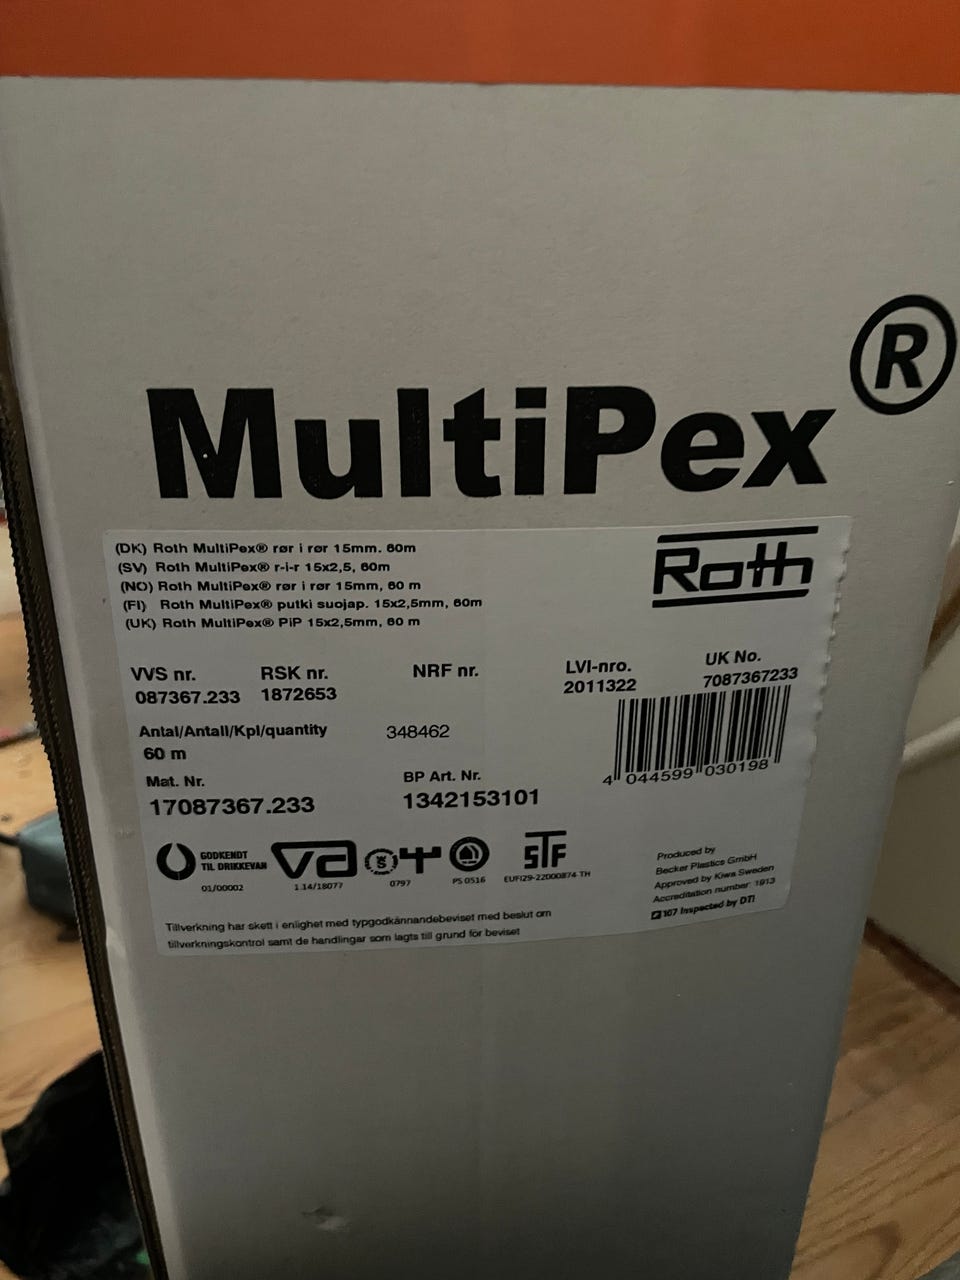 MultiPex®
(DK) Roth MultiPex® rør i rør 15mm. 60m
(SV) Roth MultiPex® r-i-r 15x2,5, 60m
(NO) Roth MultiPex® rør i rør 15mm, 60 m
(FI) Roth MultiPex® putki suojap. 15x2,5mm, 60m
(UK) Roth MultiPex® PiP 15x2,5mm, 60 m
Roth
VVS nr. RSK nr. NRF nr. LVI-nro. UK No.
087367.233 1872653 2011322 7087367233
Antal/Antall/Kpl/quantity 348462
60 m
4 044599 030198
Mat. Nr. BP Art. Nr.
17087367.233 1342153101
GODKENDT
TIL DRIKKEVAN
01/00002
VA
1.14/18077
S
0797
PS 0516
STF
EUFI29-22000874-TH
Produced by
Becker Plastics GmbH
Approved by Kiwa Sweden
Accreditation number: 1913
107 Inspected by DTI
Tillverkning har skett i enlighet med typgodkännandebeviset med beslut om
tillverkningskontrol samt de handlingar som lagts till grund för beviset